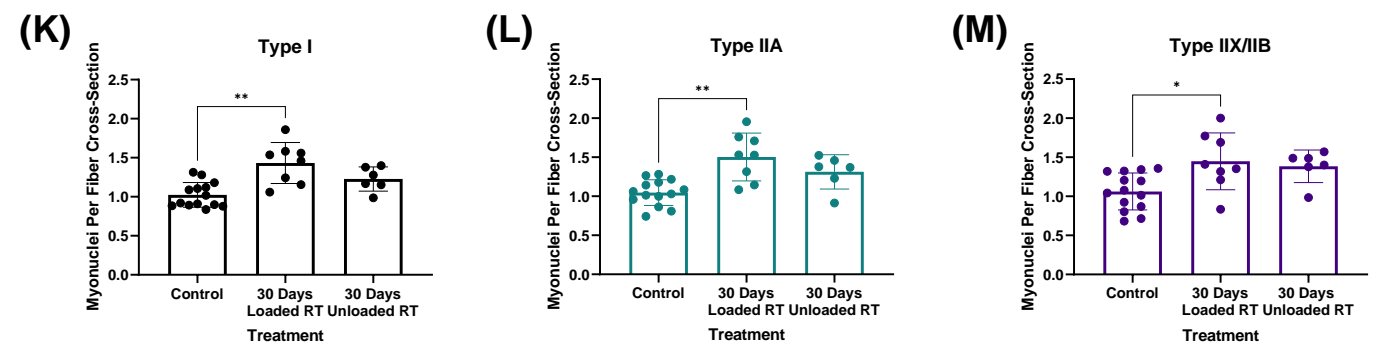 (K)
Type I
Myonuclei Per Fiber Cross-Section
2.5
2.0
1.5
1.0
0.5
0.0
**
Control
30 Days
Loaded RT
30 Days
Unloaded RT
Treatment
(L)
Type IIA
Myonuclei Per Fiber Cross-Section
2.5
2.0
1.5
1.0
0.5
0.0
**
Control
30 Days
Loaded RT
30 Days
Unloaded RT
Treatment
(M)
Type IIX/IIB
Myonuclei Per Fiber Cross-Section
2.5
2.0
1.5
1.0
0.5
0.0
*
Control
30 Days
Loaded RT
30 Days
Unloaded RT
Treatment